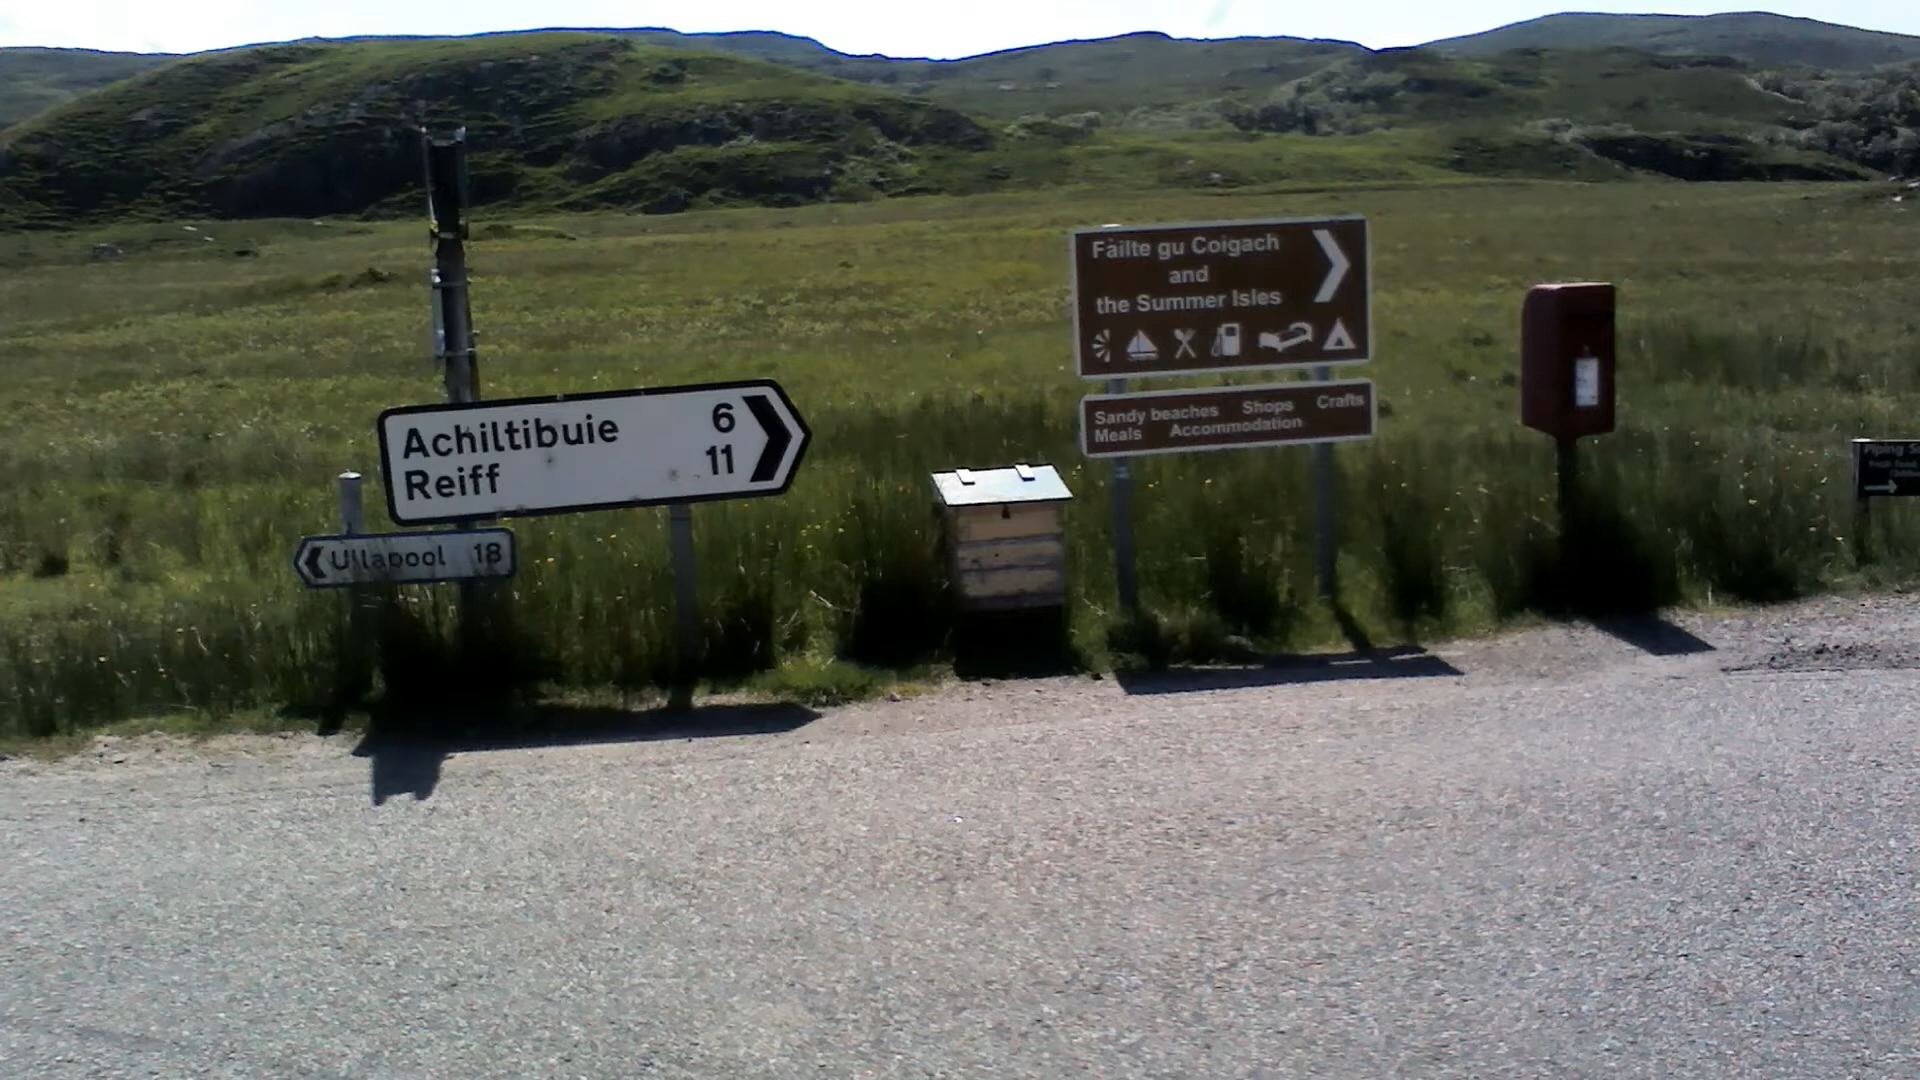 Achiltibuie 6
Reiff 11
Ullapool 18
Fàilte gu Coigach
and
the Summer Isles
Sandy beaches Shops Crafts
Meals Accommodation
Piping